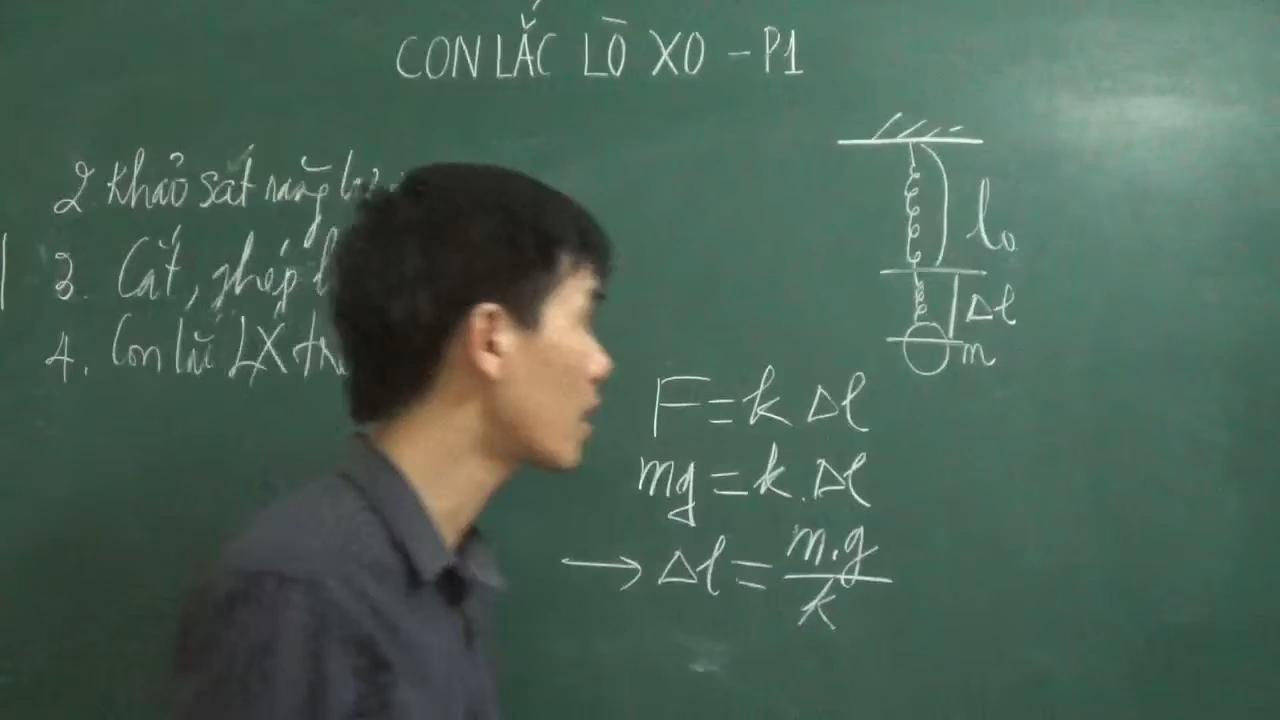 CON LẮC LÒ XO - P1
2 Khảo sát năng
3. Cắt, ghép
4. Con lắc LX
l₀
Δl
m
F = k Δl
mg = k. Δl
→ Δl = m.g / k